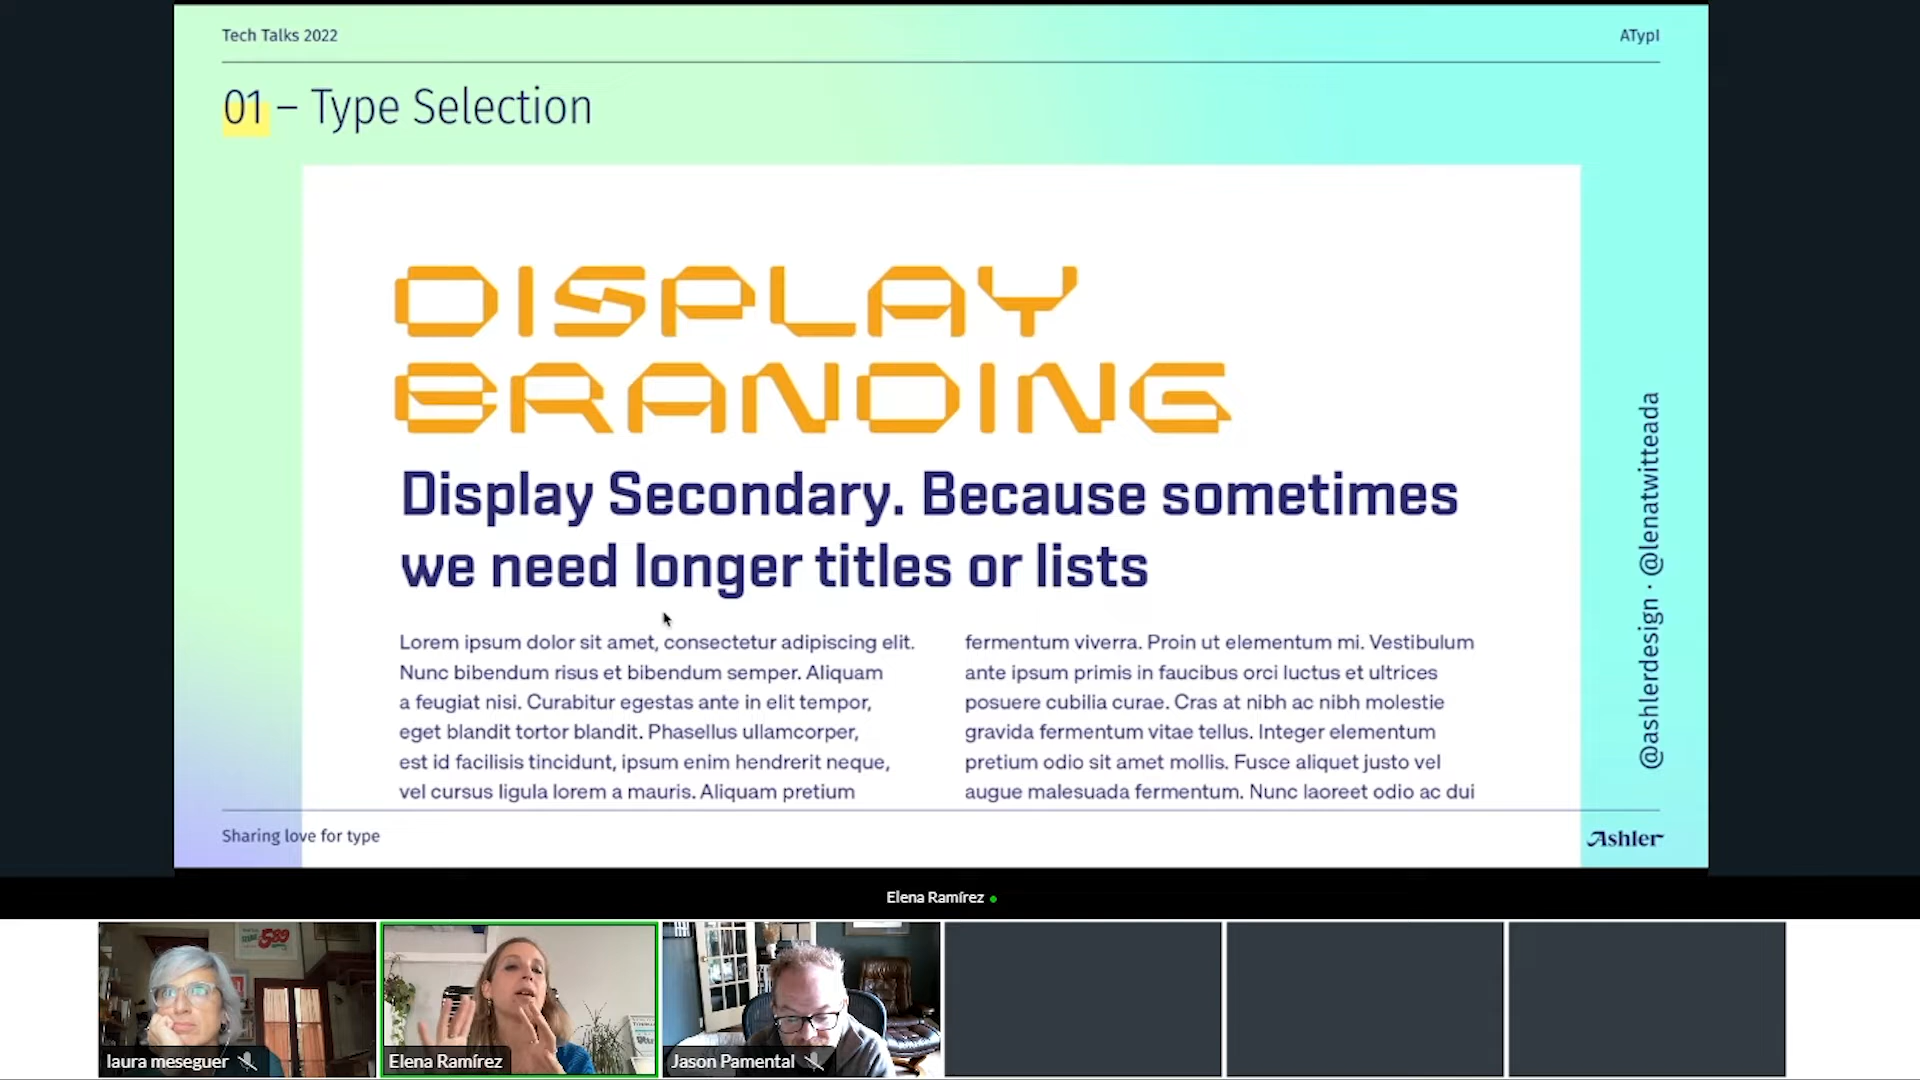 Tech Talks 2022
ATypI
01 – Type Selection
DISPLAY
BRANDING
Display Secondary. Because sometimes
we need longer titles or lists
Lorem ipsum dolor sit amet, consectetur adipiscing elit.
Nunc bibendum risus et bibendum semper. Aliquam
a feugiat nisi. Curabitur egestas ante in elit tempor,
eget blandit tortor blandit. Phasellus ullamcorper,
est id facilisis tincidunt, ipsum enim hendrerit neque,
vel cursus ligula lorem a mauris. Aliquam pretium
fermentum viverra. Proin ut elementum mi. Vestibulum
ante ipsum primis in faucibus orci luctus et ultrices
posuere cubilia curae. Cras at nibh ac nibh molestie
gravida fermentum vitae tellus. Integer elementum
pretium odio sit amet mollis. Fusce aliquet justo vel
augue malesuada fermentum. Nunc laoreet odio ac dui
@ashlerdesign · @lenatwitteada
Sharing love for type
Ashler
Elena Ramírez
589
laura meseguer
Elena Ramírez
Jason Pamental